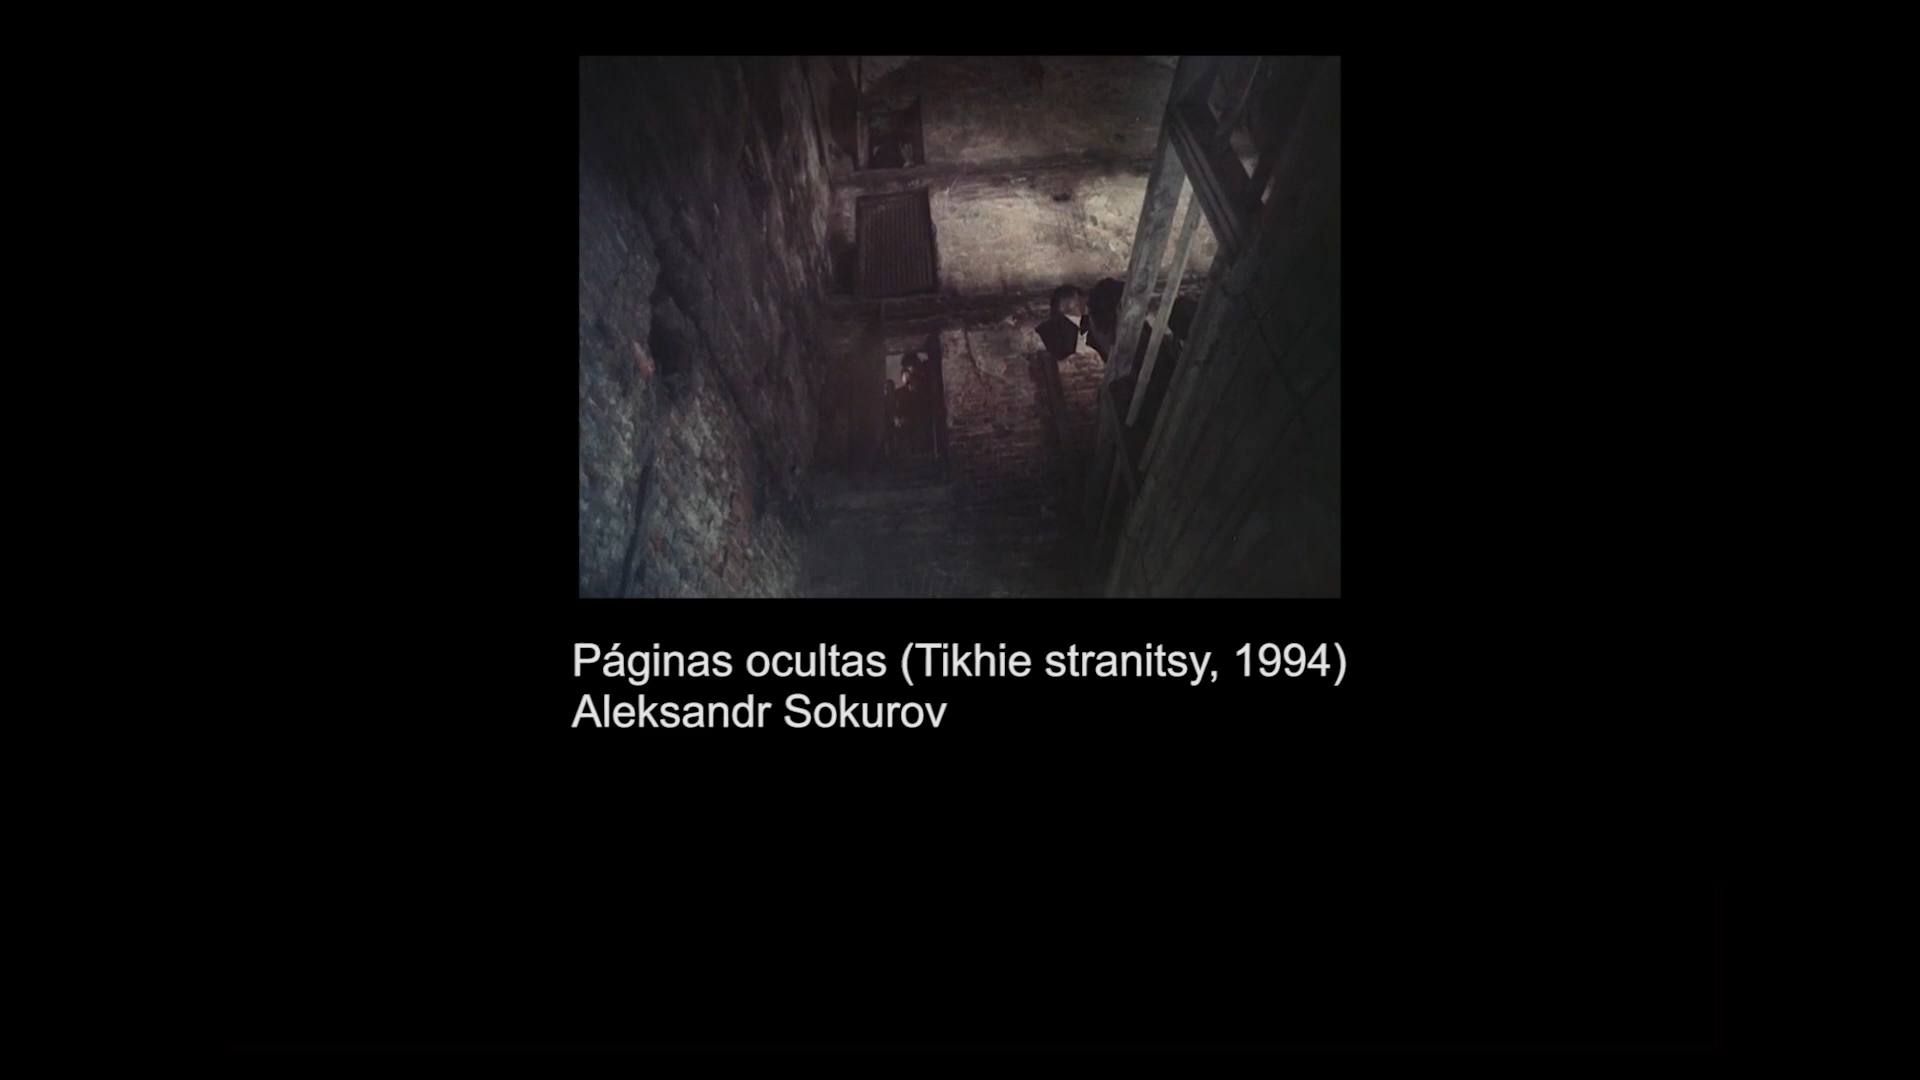 Páginas ocultas (Tikhie stranitsy, 1994)
Aleksandr Sokurov